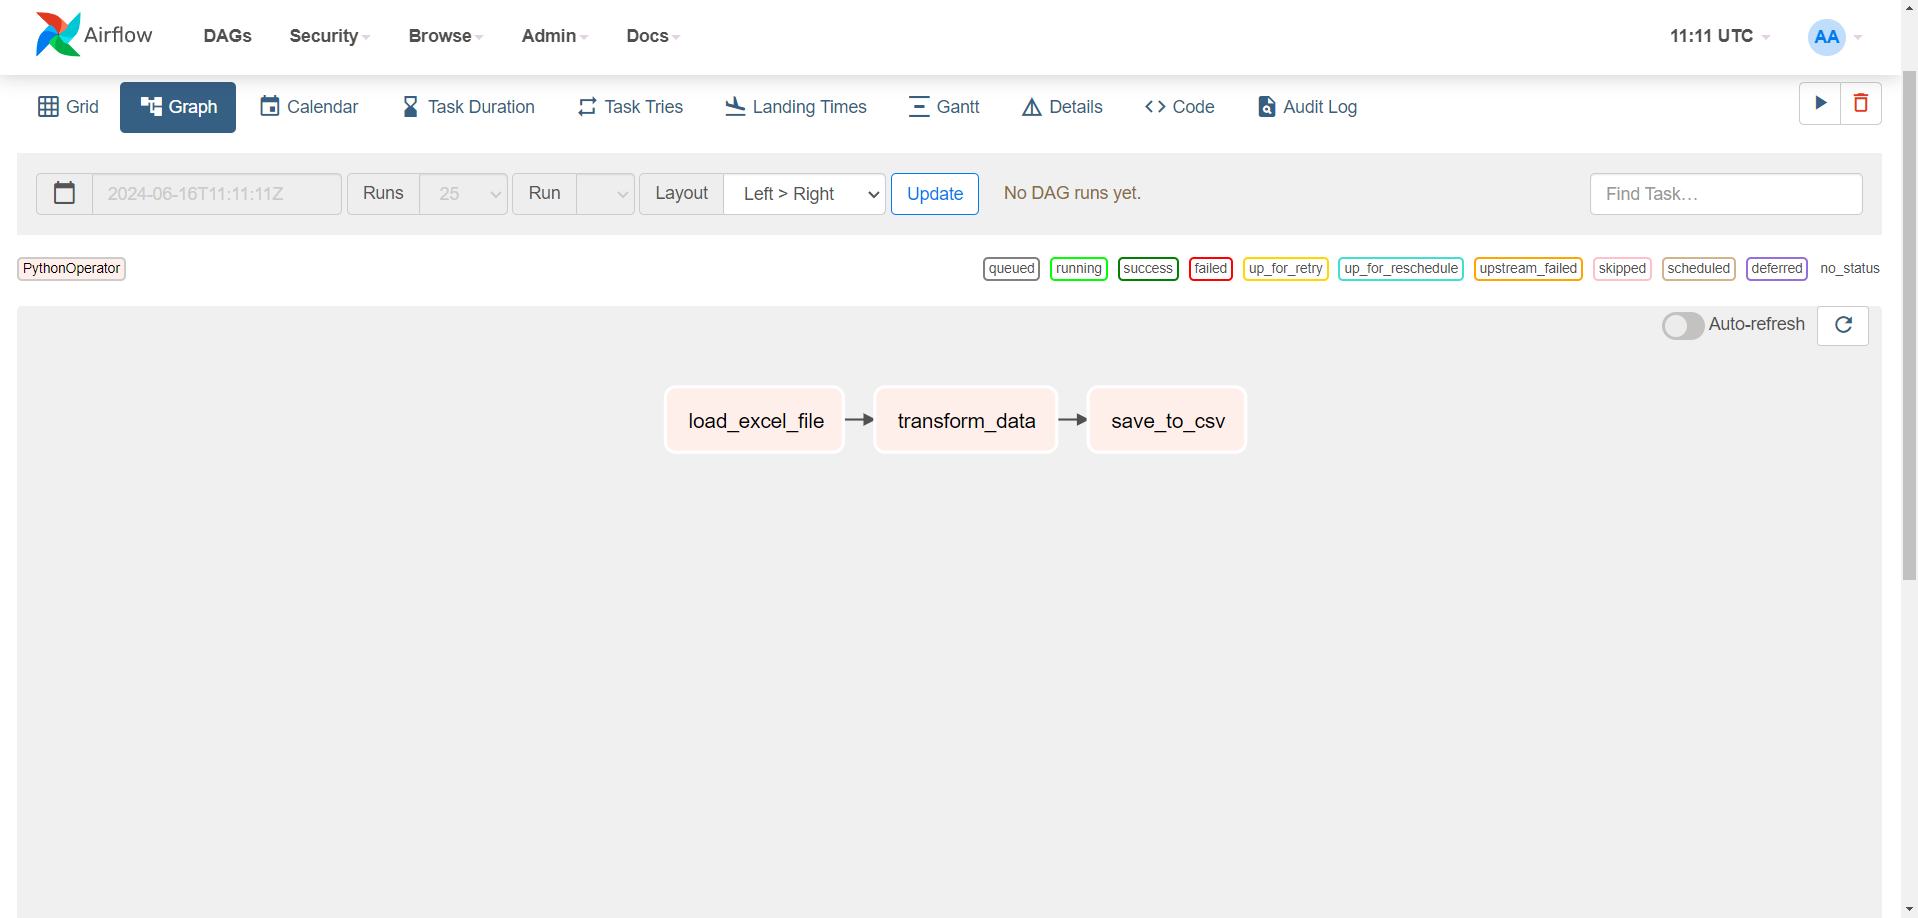 Airflow DAGs Security Browse Admin Docs 11:11 UTC AA
Grid Graph Calendar Task Duration Task Tries Landing Times Gantt Details Code Audit Log
2024-06-16T11:11:11Z Runs 25 Run Layout Left > Right Update No DAG runs yet. Find Task…
PythonOperator queued running success failed up_for_retry up_for_reschedule upstream_failed skipped scheduled deferred no_status
Auto-refresh
load_excel_file transform_data save_to_csv